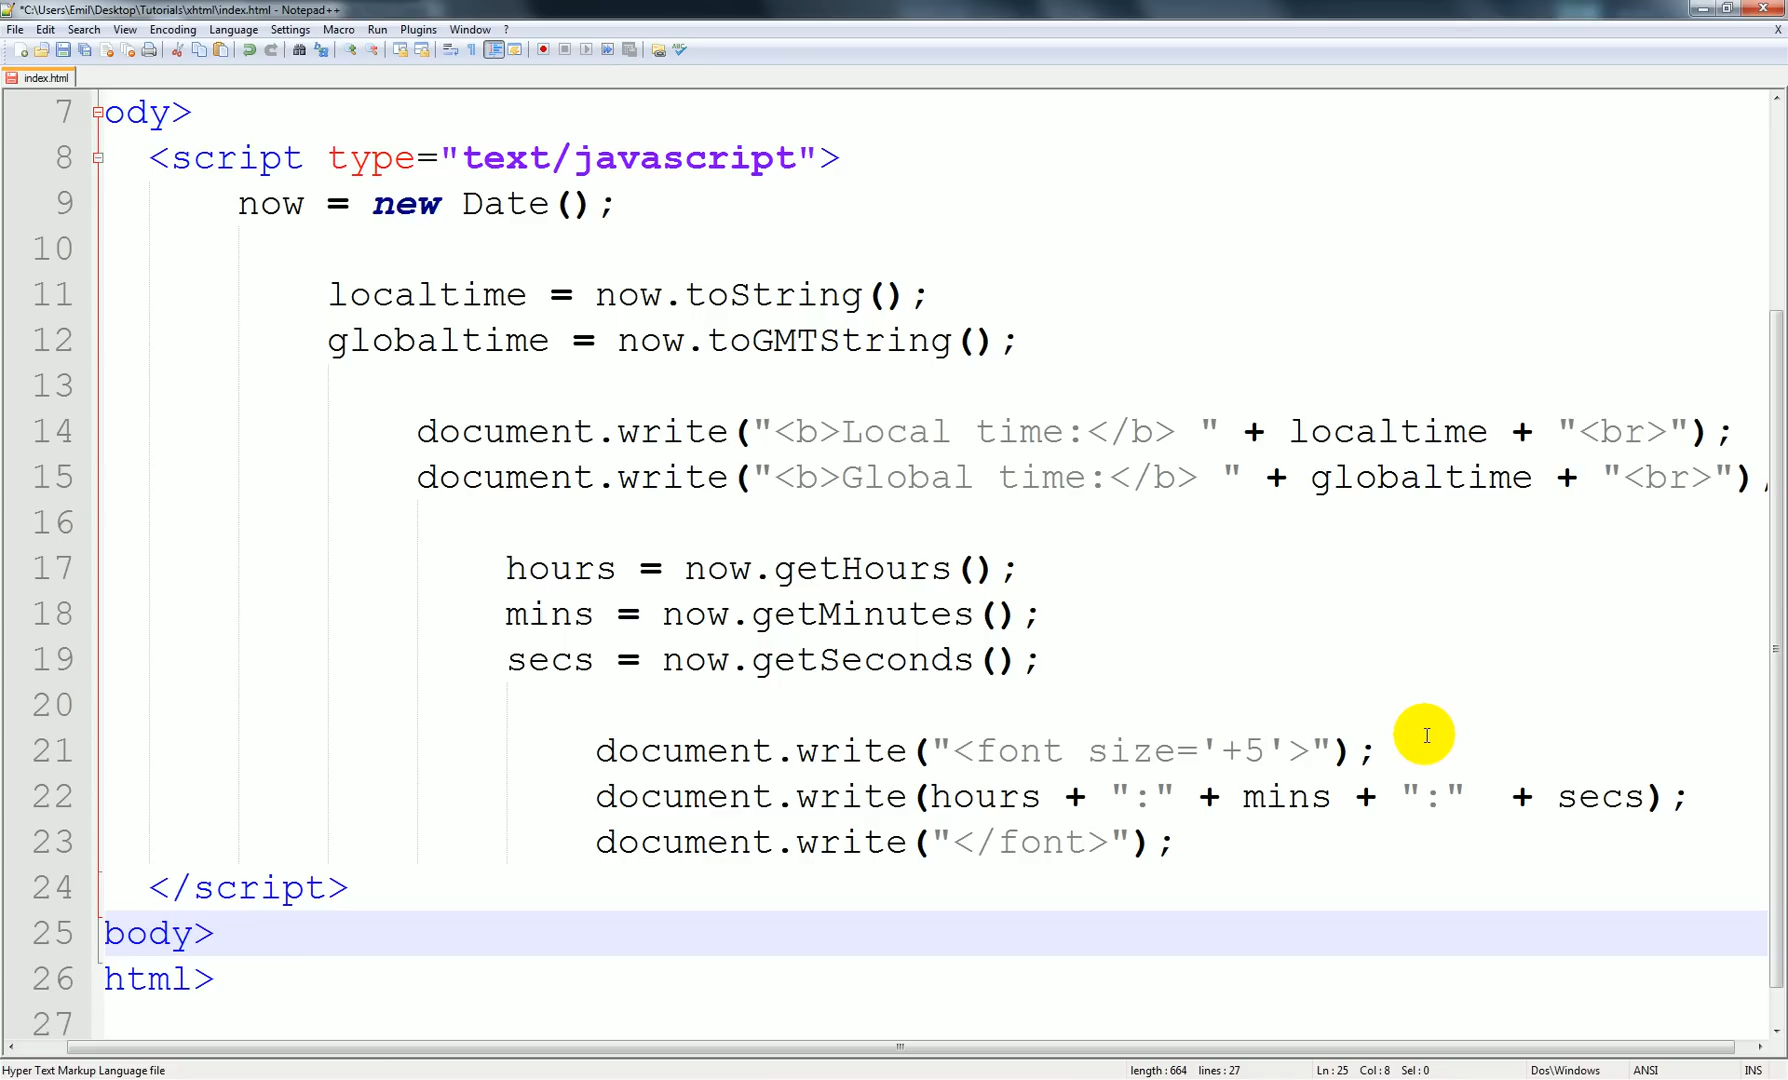 *C:\Users\Emil\Desktop\Tutorials\xhtml\index.html - Notepad++
File Edit Search View Encoding Language Settings Macro Run Plugins Window ? X
index.html
7 ody>
8 <script type="text/javascript">
9 now = new Date();
10
11 localtime = now.toString();
12 globaltime = now.toGMTString();
13
14 document.write("<b>Local time:</b> " + localtime + "<br>");
15 document.write("<b>Global time:</b> " + globaltime + "<br>");
16
17 hours = now.getHours();
18 mins = now.getMinutes();
19 secs = now.getSeconds();
20
21 document.write("<font size='+5'>");
22 document.write(hours + ":" + mins + ":"  + secs);
23 document.write("</font>");
24 </script>
25 body>
26 html>
27
Hyper Text Markup Language file length : 664 lines : 27 Ln : 25 Col : 8 Sel : 0 Dos\Windows ANSI INS